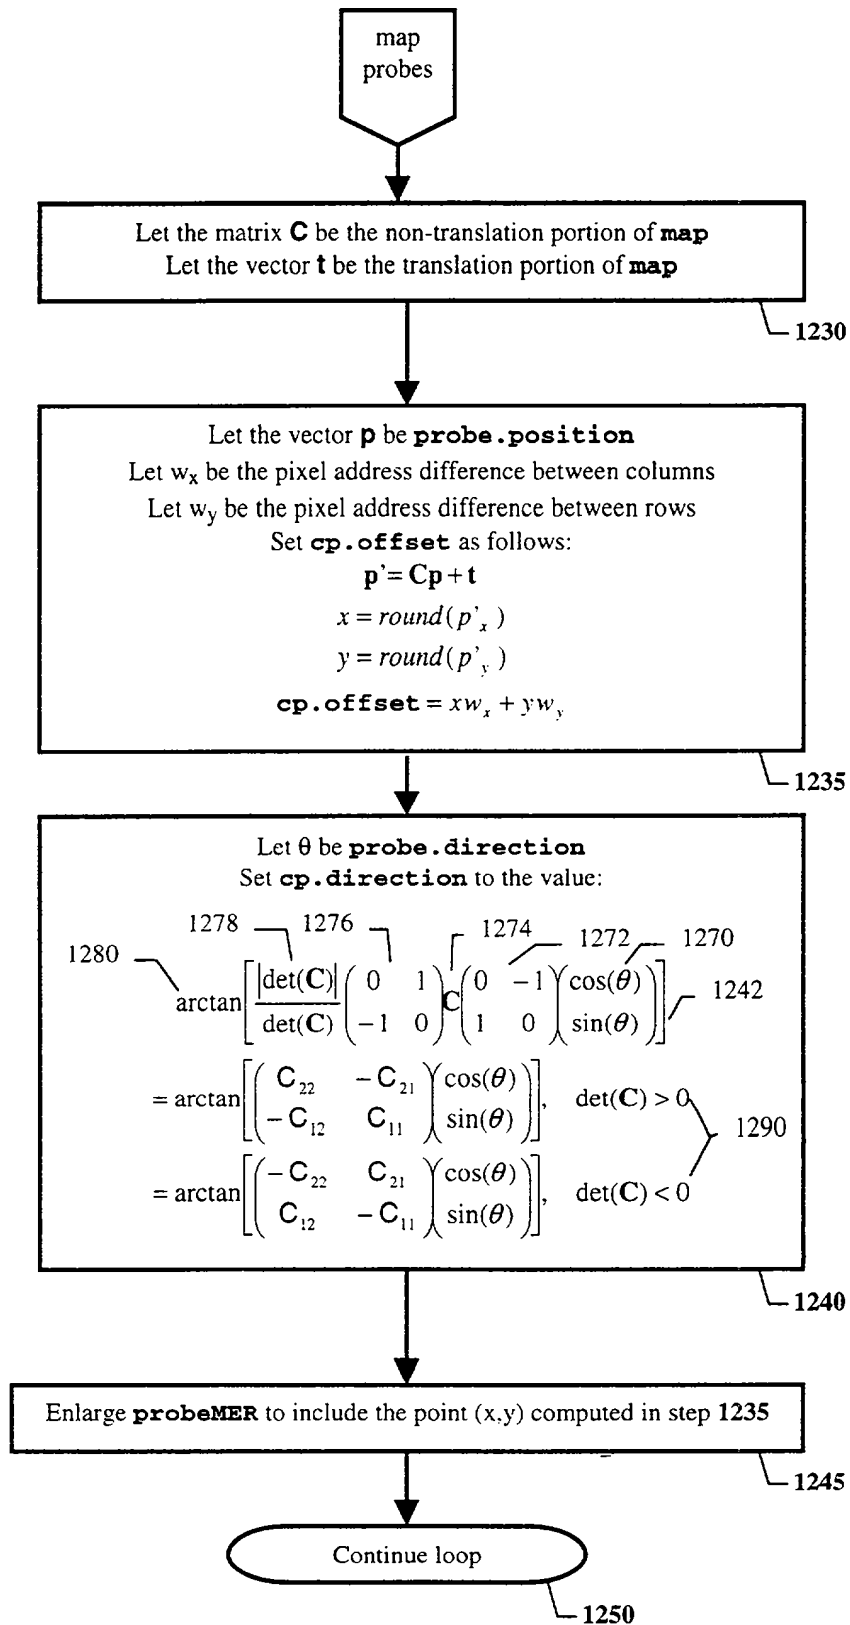 map
probes
Let the matrix C be the non-translation portion of map
Let the vector t be the translation portion of map
1230
Let the vector p be probe.position
Let wₓ be the pixel address difference between columns
Let w_y be the pixel address difference between rows
Set cp.offset as follows:
p'= Cp + t
x = round(p'ₓ)
y = round(p'_y)
cp.offset = xwₓ + yw_y
1235
Let θ be probe.direction
Set cp.direction to the value:
1278 1276 1274 1272 1270
1280
1242
arctan[ |det(C)| / det(C) ( 0 1 ; -1 0 ) C ( 0 -1 ; 1 0 ) ( cos(θ) ; sin(θ) ) ]
= arctan[ ( C₂₂ -C₂₁ ; -C₁₂ C₁₁ ) ( cos(θ) ; sin(θ) ) ], det(C) > 0
1290
= arctan[ ( -C₂₂ C₂₁ ; C₁₂ -C₁₁ ) ( cos(θ) ; sin(θ) ) ], det(C) < 0
1240
Enlarge probeMER to include the point (x,y) computed in step 1235
1245
Continue loop
1250